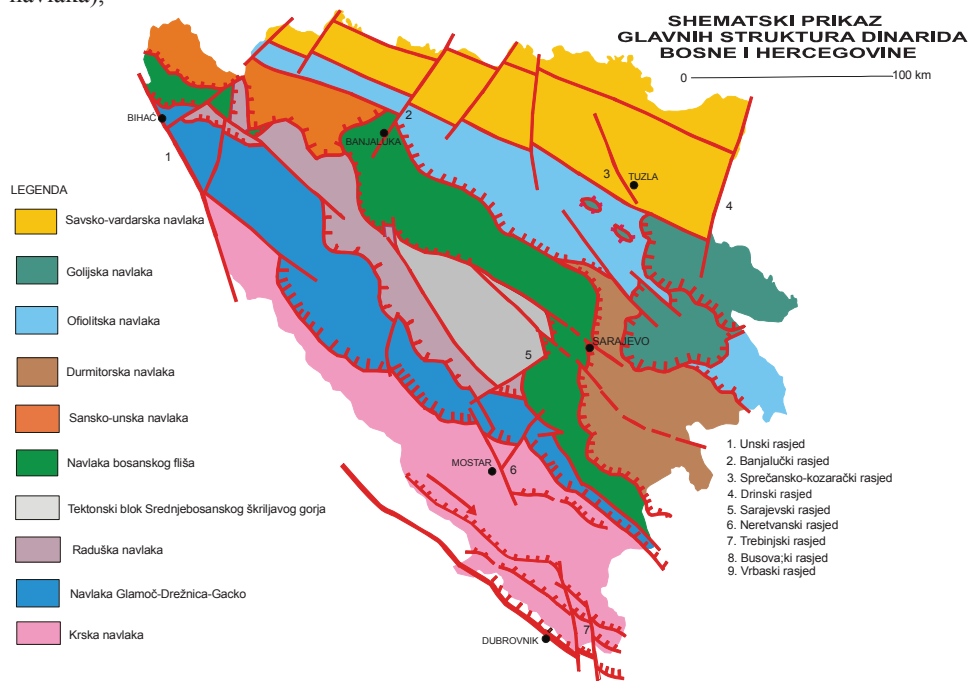 navlaka),
SHEMATSKI PRIKAZ
GLAVNIH STRUKTURA DINARIDA
BOSNE I HERCEGOVINE
0
100 km
BIHAĆ
1
2
BANJALUKA
3
TUZLA
4
LEGENDA
Savsko-vardarska navlaka
Golijska navlaka
Ofiolitska navlaka
Durmitorska navlaka
Sansko-unska navlaka
Navlaka bosanskog fliša
Tektonski blok Srednjebosanskog škriljavog gorja
Raduška navlaka
Navlaka Glamoč-Drežnica-Gacko
Krska navlaka
SARAJEVO
5
MOSTAR
6
7
DUBROVNIK
1. Unski rasjed
2. Banjalučki rasjed
3. Sprečansko-kozarački rasjed
4. Drinski rasjed
5. Sarajevski rasjed
6. Neretvanski rasjed
7. Trebinjski rasjed
8. Busova;ki rasjed
9. Vrbaski rasjed